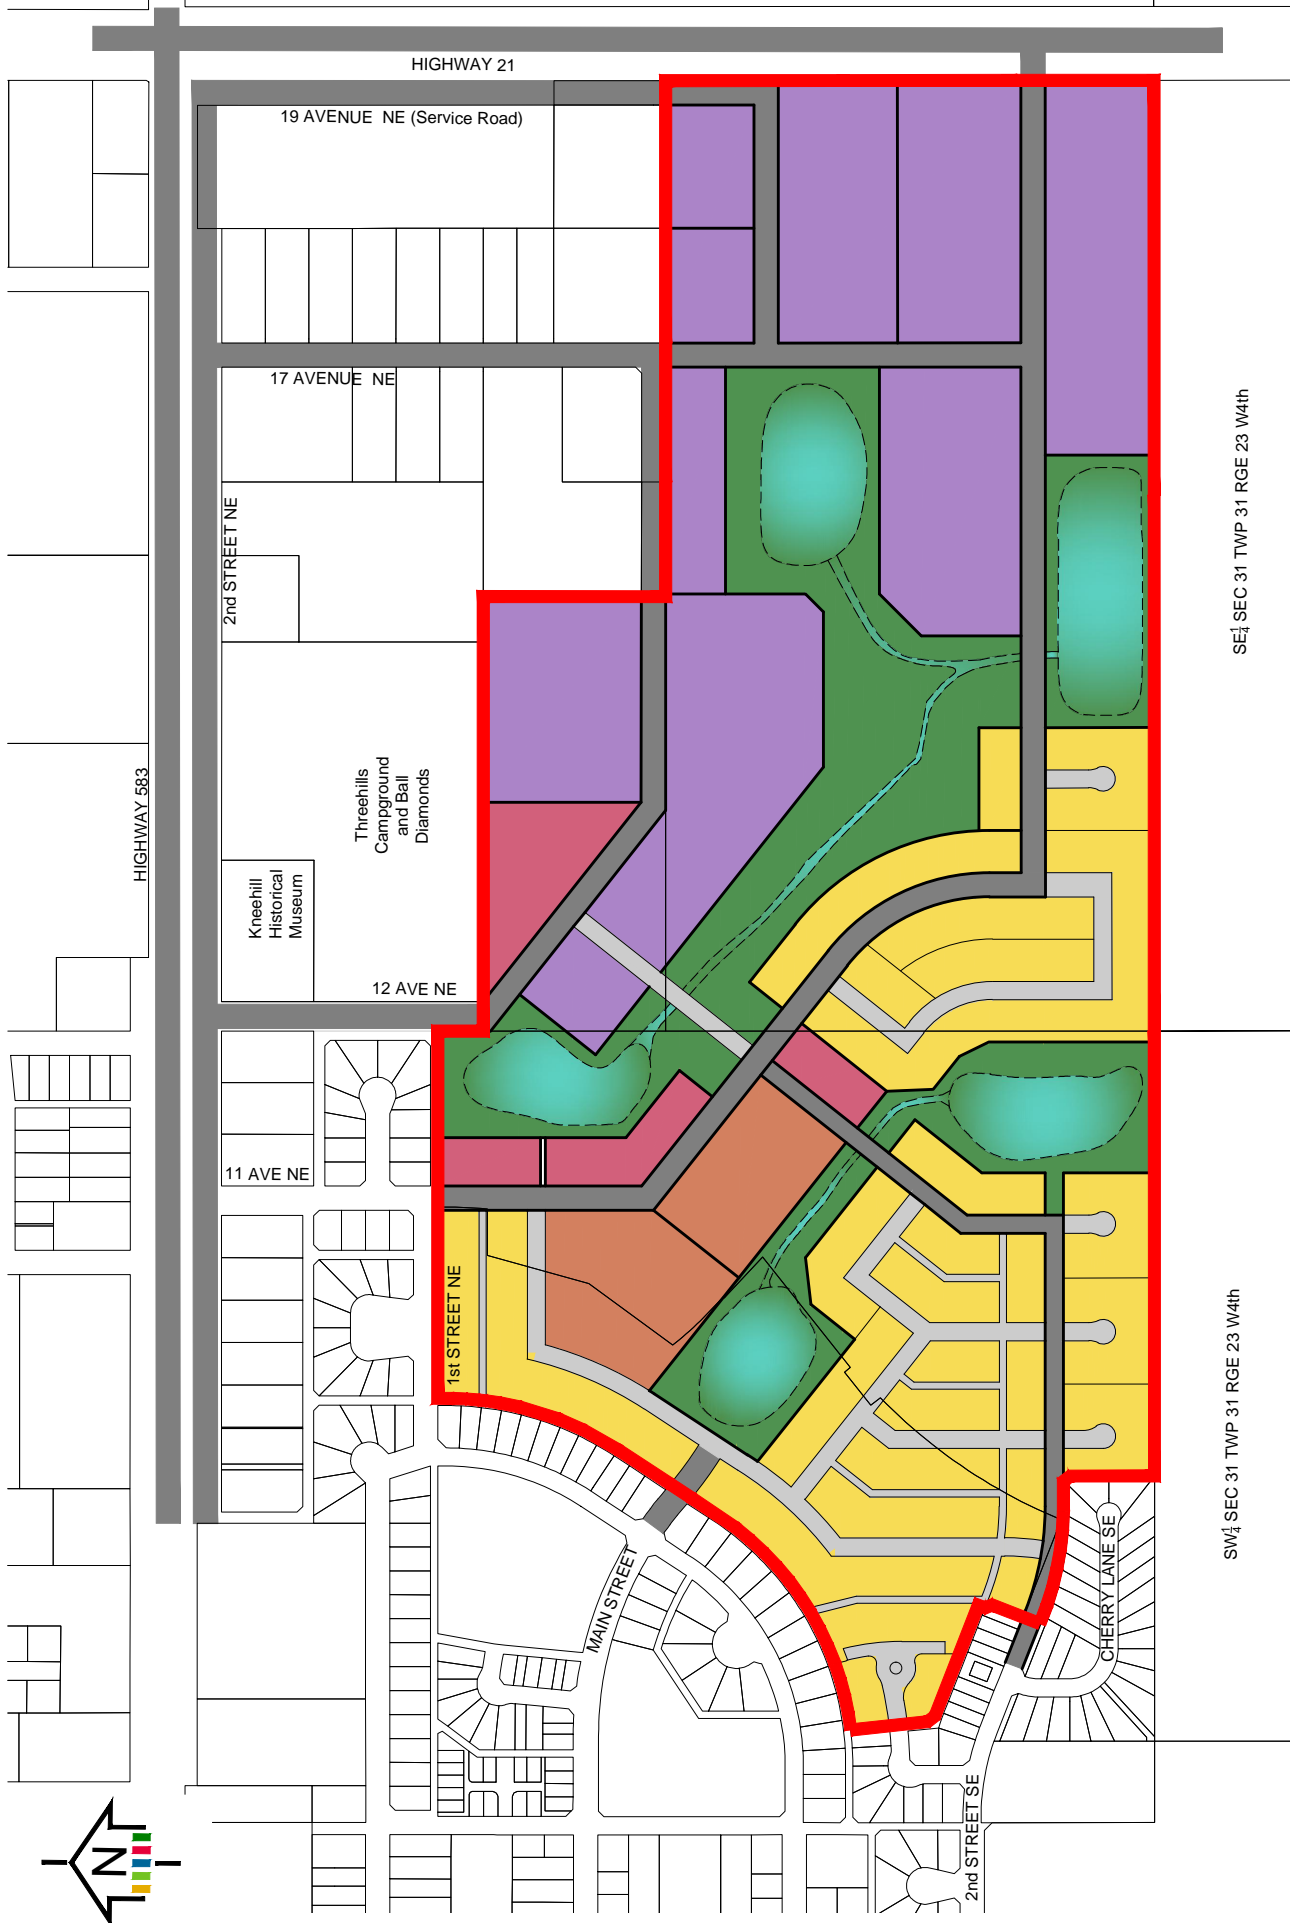 HIGHWAY 21
19 AVENUE NE (Service Road)
17 AVENUE NE
2nd STREET NE
SE¼ SEC 31 TWP 31 RGE 23 W4th
HIGHWAY 583
Threehills
Campground
and Ball
Diamonds
Kneehill
Historical
Museum
12 AVE NE
11 AVE NE
1st STREET NE
SW¼ SEC 31 TWP 31 RGE 23 W4th
MAIN STREET
CHERRY LANE SE
2nd STREET SE
N